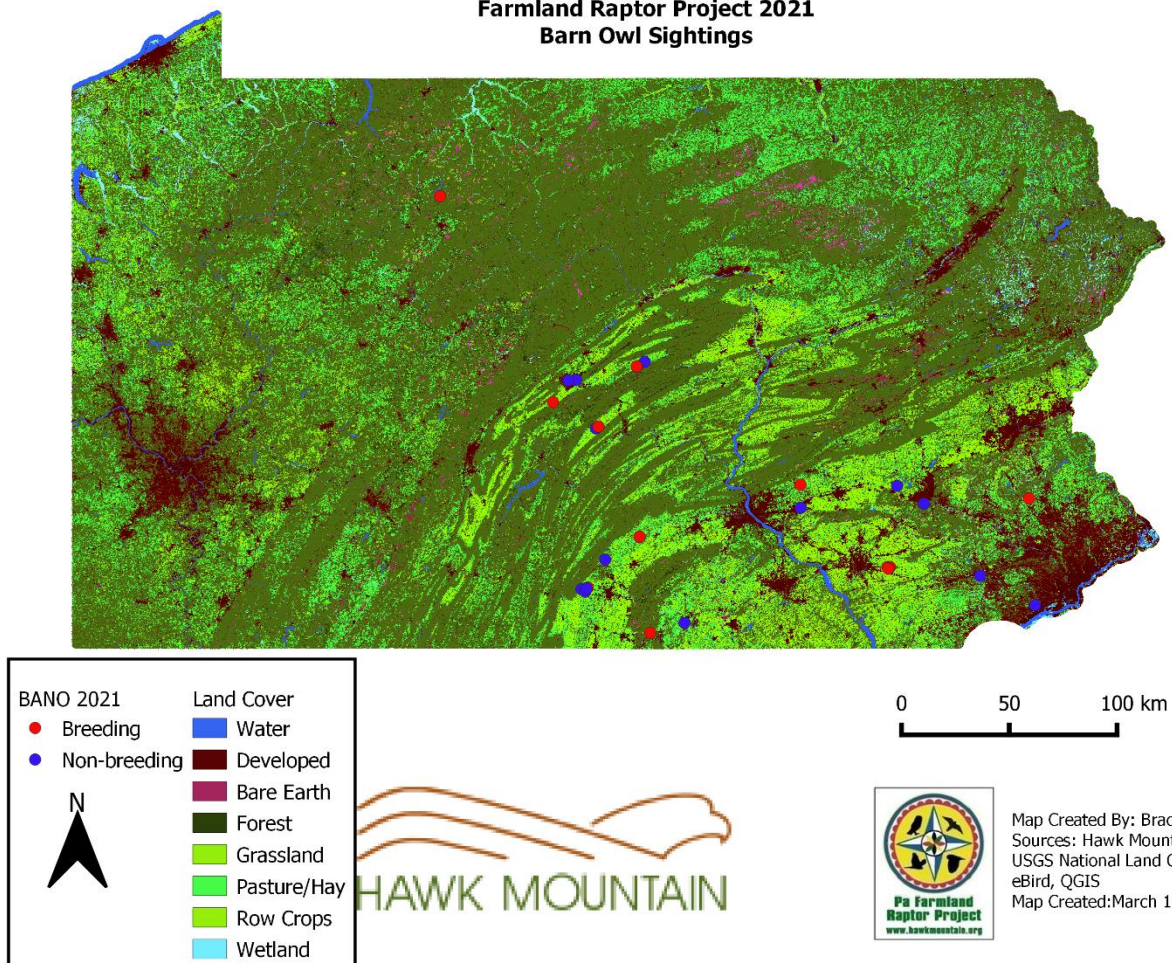 Farmland Raptor Project 2021
Barn Owl Sightings
BANO 2021
Breeding
Non-breeding
N
Land Cover
Water
Developed
Bare Earth
Forest
Grassland
Pasture/Hay
Row Crops
Wetland
HAWK MOUNTAIN
0 50 100 km
Pa Farmland
Raptor Project
www.hawkmountain.org
Map Created By:
Sources: Hawk
USGS National Land
eBird, QGIS
Map Created:March